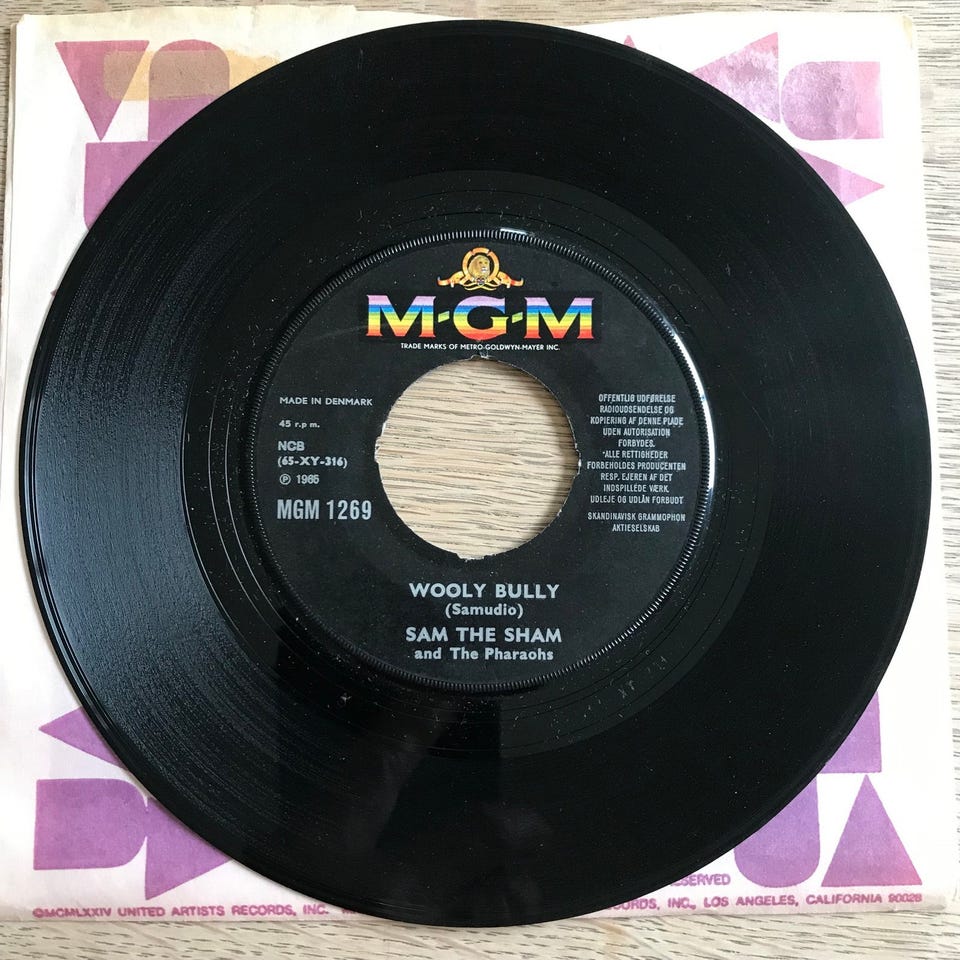 M-G-M
TRADE MARKS OF METRO-GOLDWYN-MAYER INC.
MADE IN DENMARK
45 r.p.m.
NCB
(65-XY-316)
Ⓟ 1965
MGM 1269
OFFENTLIG UDFØRELSE
RADIOUDSENDELSE OG
KOPIERING AF DENNE PLADE
UDEN AUTORISATION
FORBYDES.
"ALLE RETTIGHEDER
FORBEHOLDES PRODUCENTEN
RESP. EJEREN AF DET
INDSPILLEDE VÆRK.
UDLEJE OG UDLÅN FORBUDT
SKANDINAVISK GRAMMOPHON
AKTIESELSKAB
WOOLY BULLY
(Samudio)
SAM THE SHAM
and The Pharaohs
RESERVED
©MCMLXXIV UNITED ARTISTS RECORDS, INC.
RECORDS, INC., LOS ANGELES, CALIFORNIA 90028